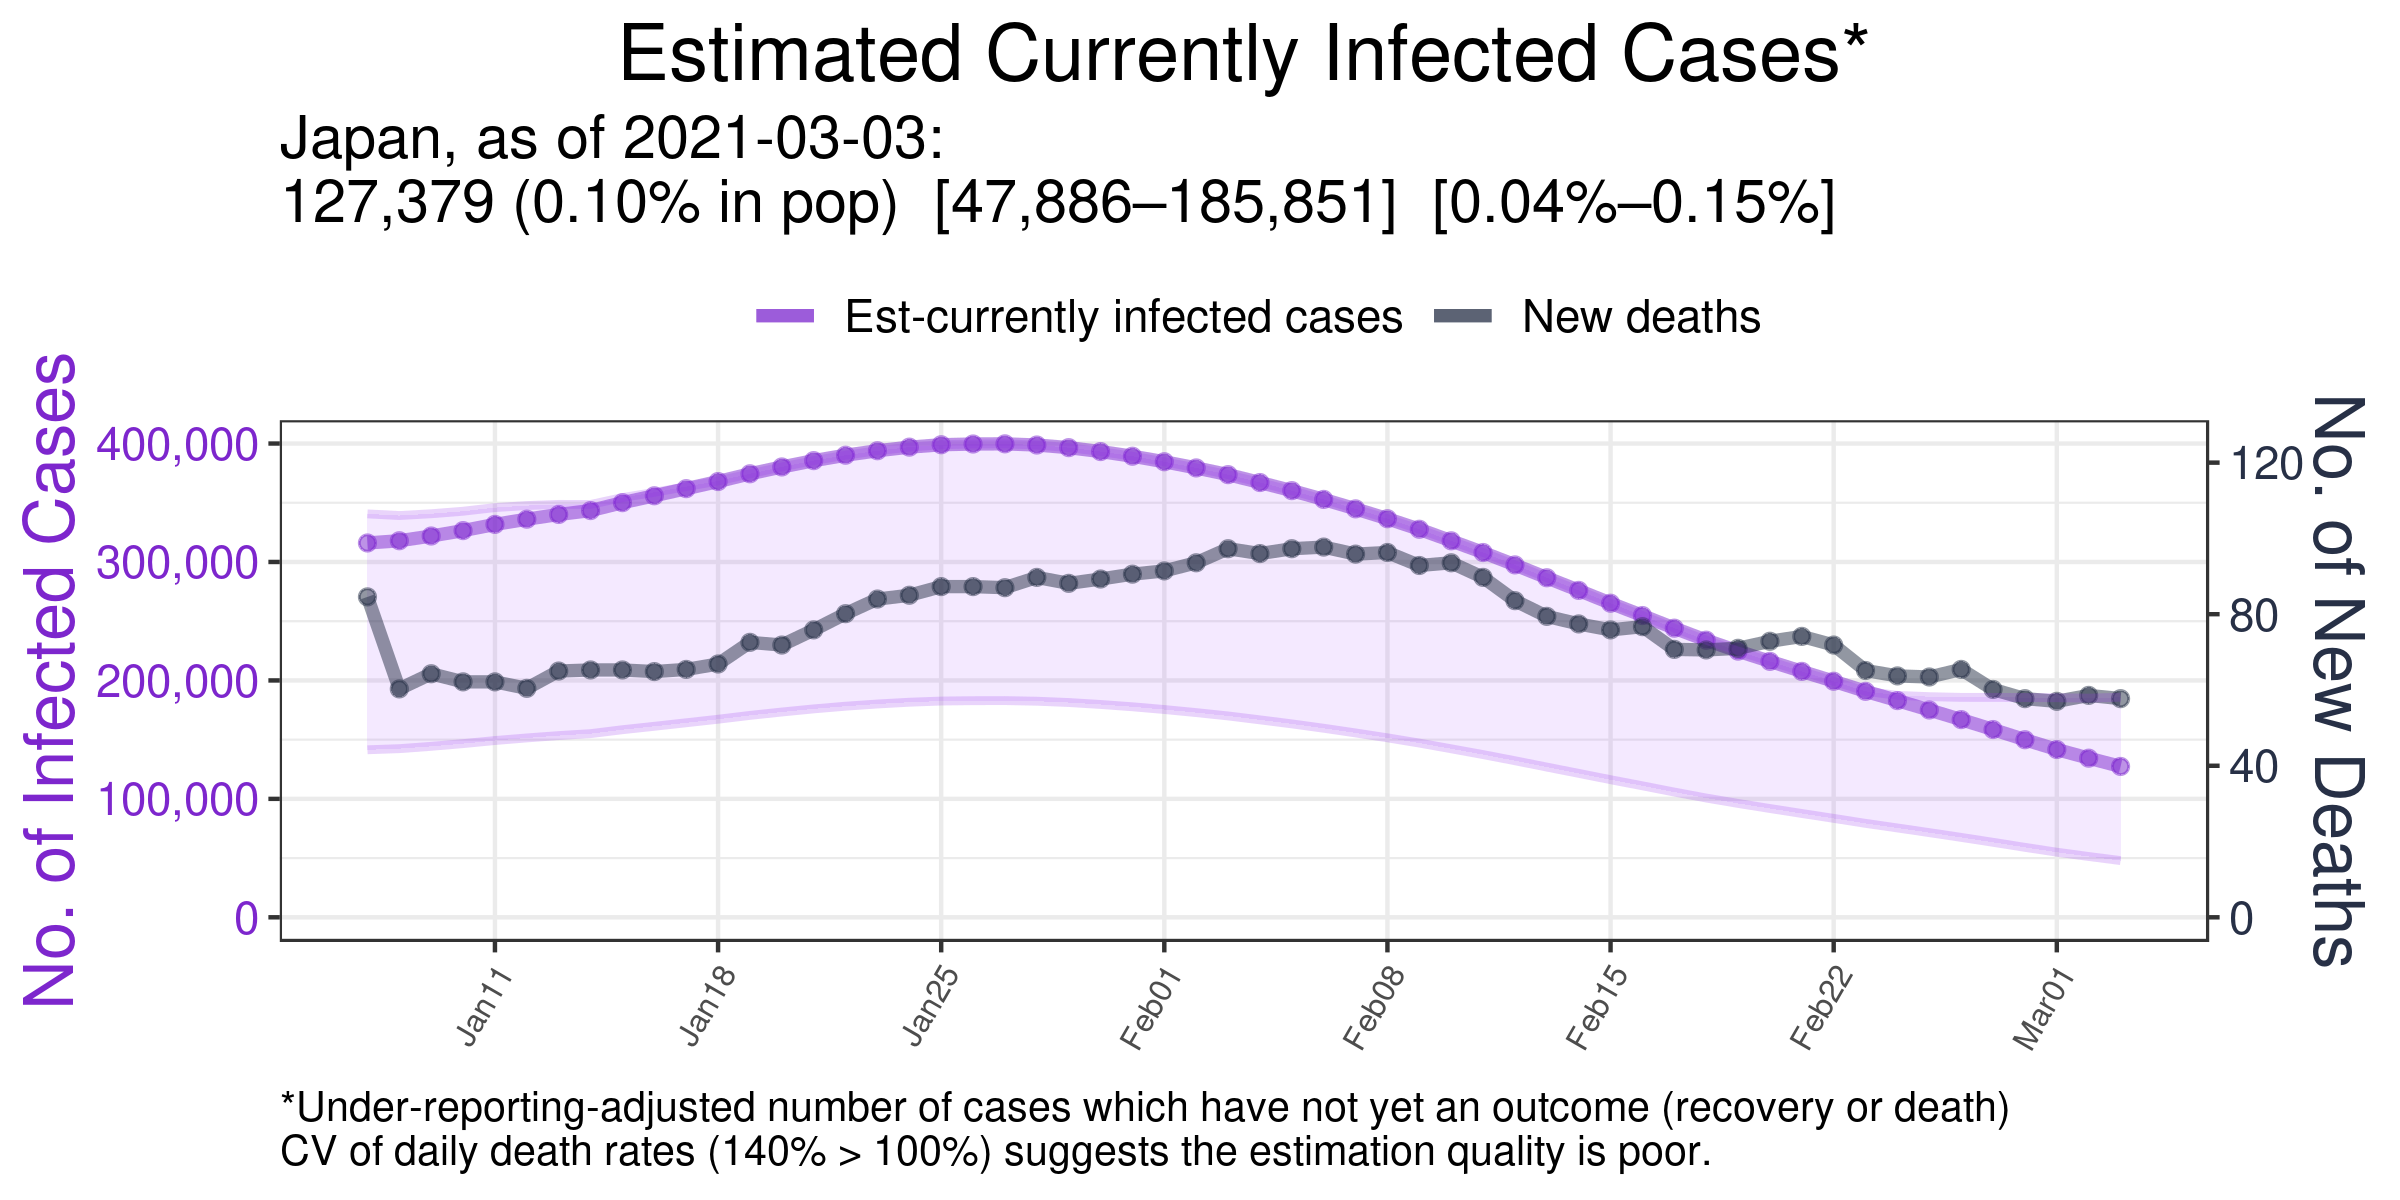 Estimated Currently Infected Cases*
Japan, as of 2021-03-03:
127,379 (0.10% in pop)  [47,886–185,851]  [0.04%–0.15%]
Est-currently infected cases
New deaths
No. of Infected Cases
400,000
300,000
200,000
100,000
0
120
80
40
0
No. of New Deaths
Jan11
Jan18
Jan25
Feb01
Feb08
Feb15
Feb22
Mar01
*Under-reporting-adjusted number of cases which have not yet an outcome (recovery or death)
CV of daily death rates (140% > 100%) suggests the estimation quality is poor.